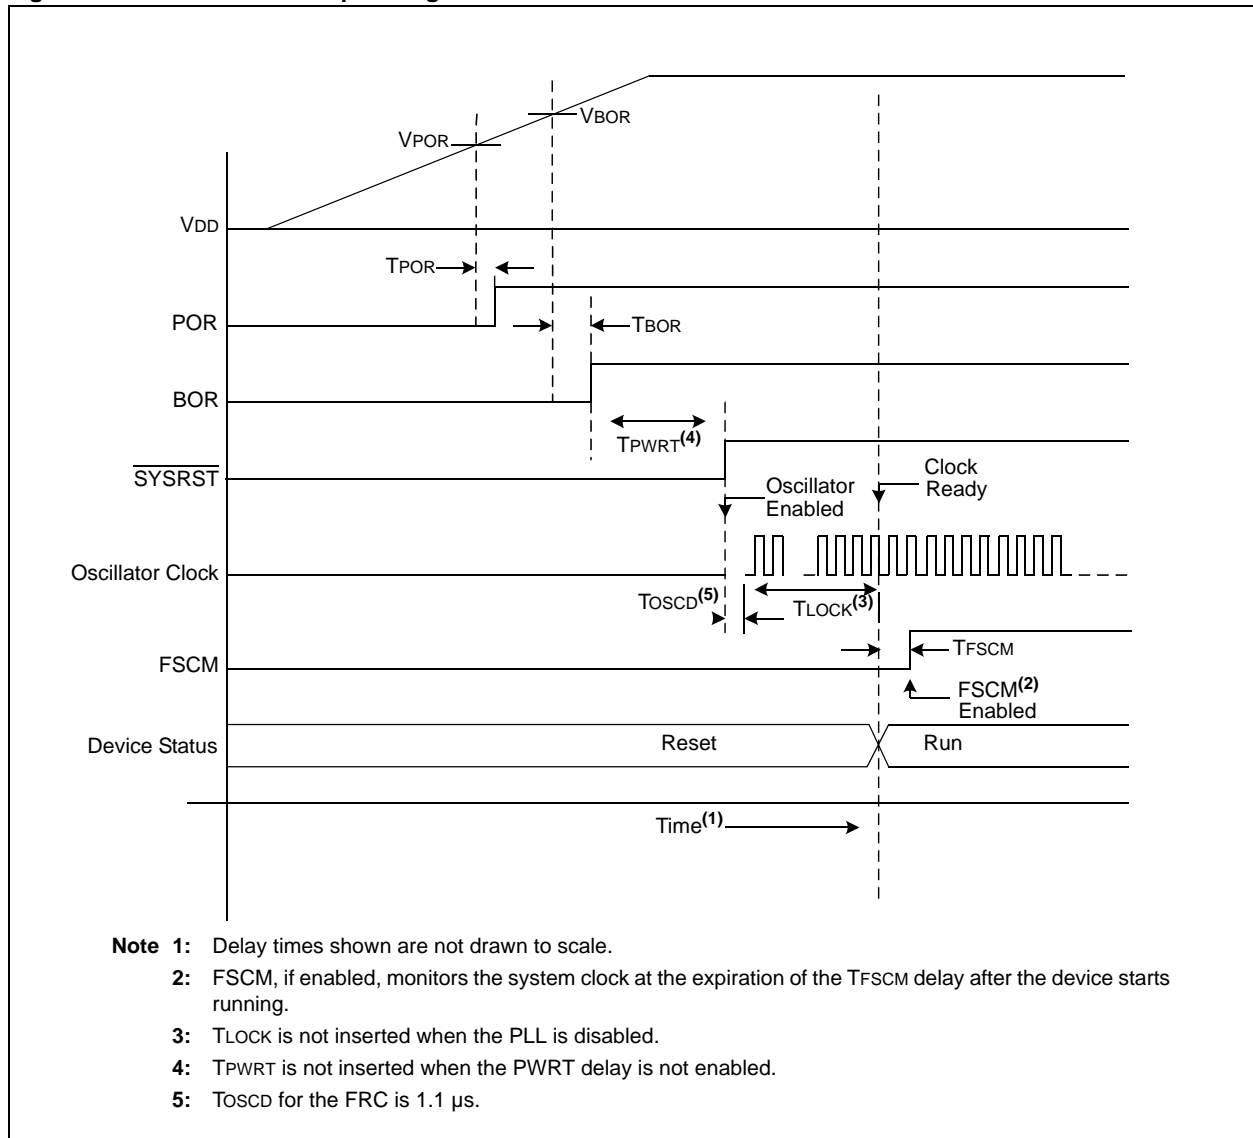 VBOR
VPOR
VDD
TPOR
POR
TBOR
BOR
TPWRT(4)
SYSRST
Clock
Ready
Oscillator
Enabled
Oscillator Clock
TOSCD(5)
TLOCK(3)
TFSCM
FSCM
FSCM(2)
Enabled
Device Status
Reset
Run
Time(1)
Note 1: Delay times shown are not drawn to scale.
2: FSCM, if enabled, monitors the system clock at the expiration of the TFSCM delay after the device starts
running.
3: TLOCK is not inserted when the PLL is disabled.
4: TPWRT is not inserted when the PWRT delay is not enabled.
5: TOSCD for the FRC is 1.1 µs.